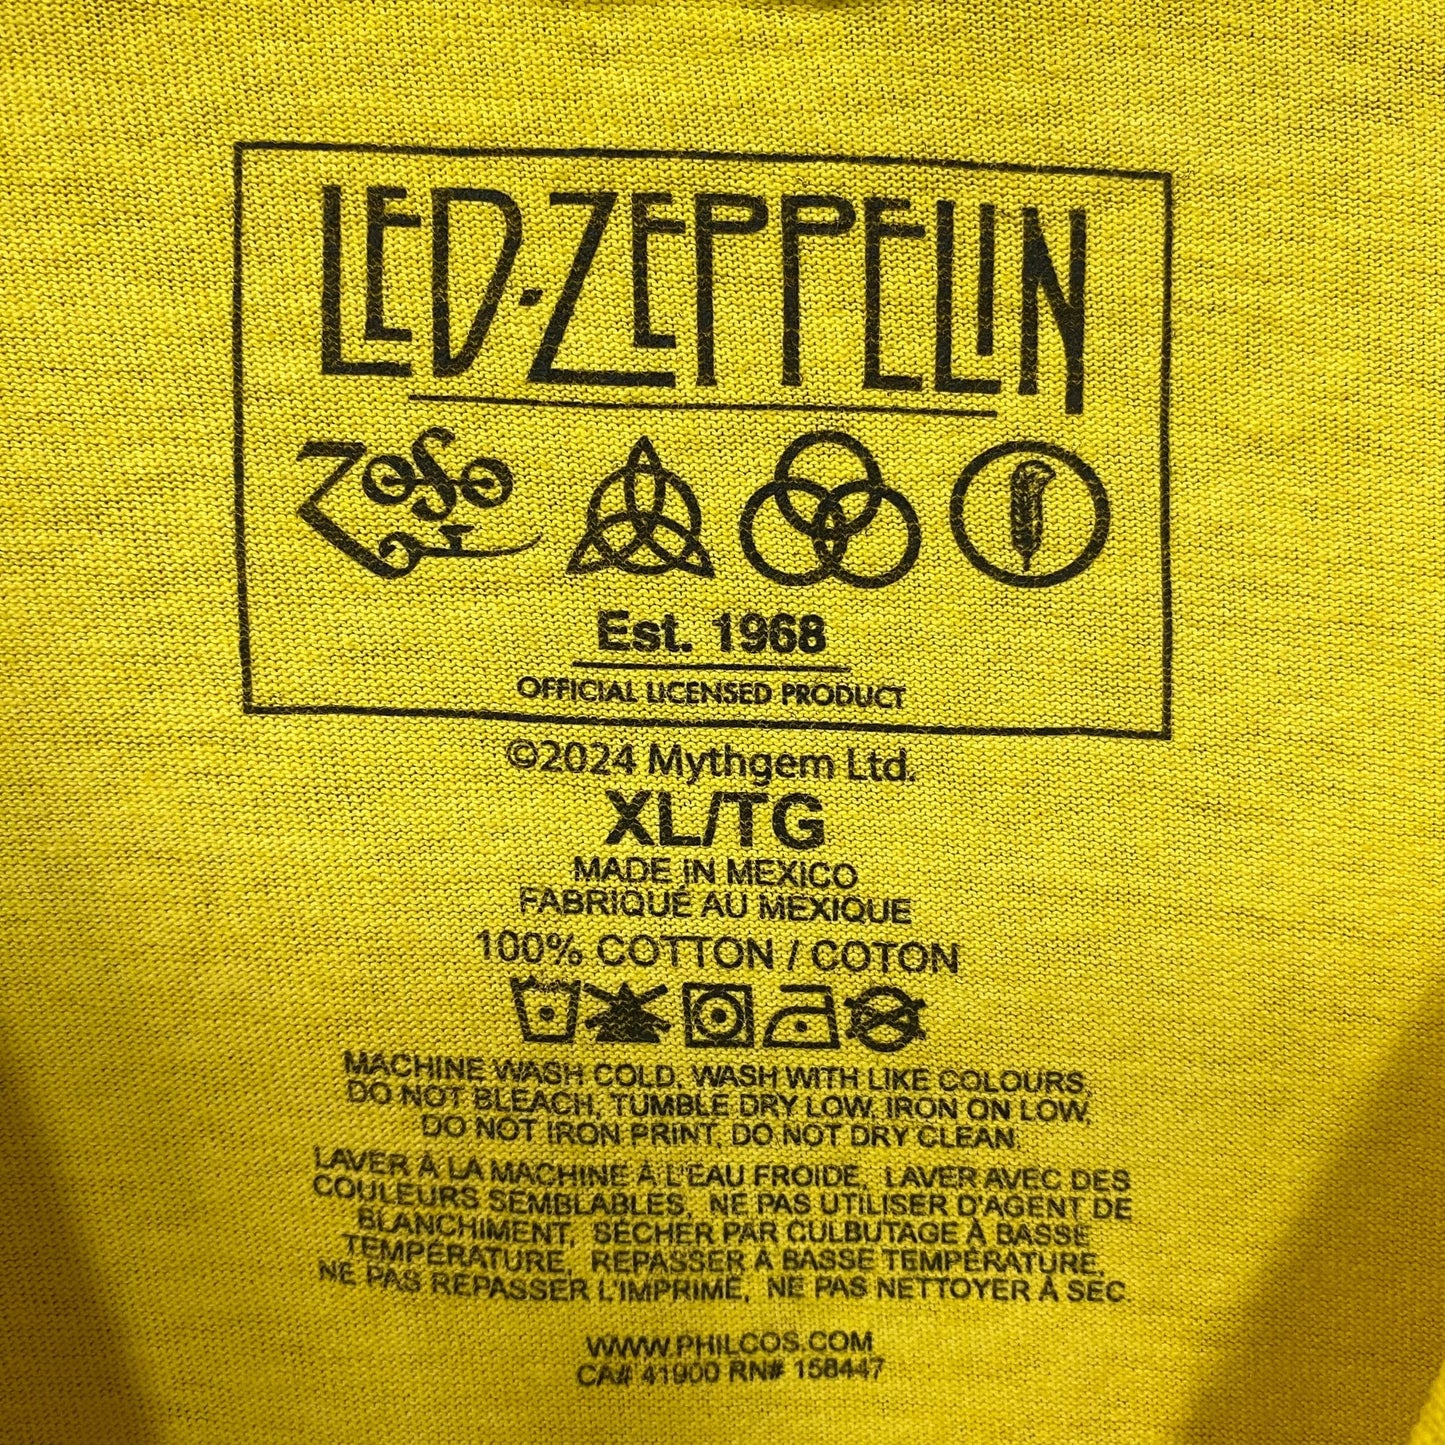 LED-ZEPPELIN
ZOSO
Est. 1968
OFFICIAL LICENSED PRODUCT
©2024 Mythgem Ltd.
XL/TG
MADE IN MEXICO
FABRIQUÉ AU MEXIQUE
100% COTTON / COTON
MACHINE WASH COLD, WASH WITH LIKE COLOURS,
DO NOT BLEACH, TUMBLE DRY LOW, IRON ON LOW,
DO NOT IRON PRINT, DO NOT DRY CLEAN.
LAVER À LA MACHINE À L'EAU FROIDE, LAVER AVEC DES
COULEURS SEMBLABLES, NE PAS UTILISER D'AGENT DE
BLANCHIMENT, SÉCHER PAR CULBUTAGE À BASSE
TEMPÉRATURE, REPASSER À BASSE TEMPÉRATURE,
NE PAS REPASSER L'IMPRIMÉ, NE PAS NETTOYER À SEC.
WWW.PHILCOS.COM
CA# 41900 RN# 158447